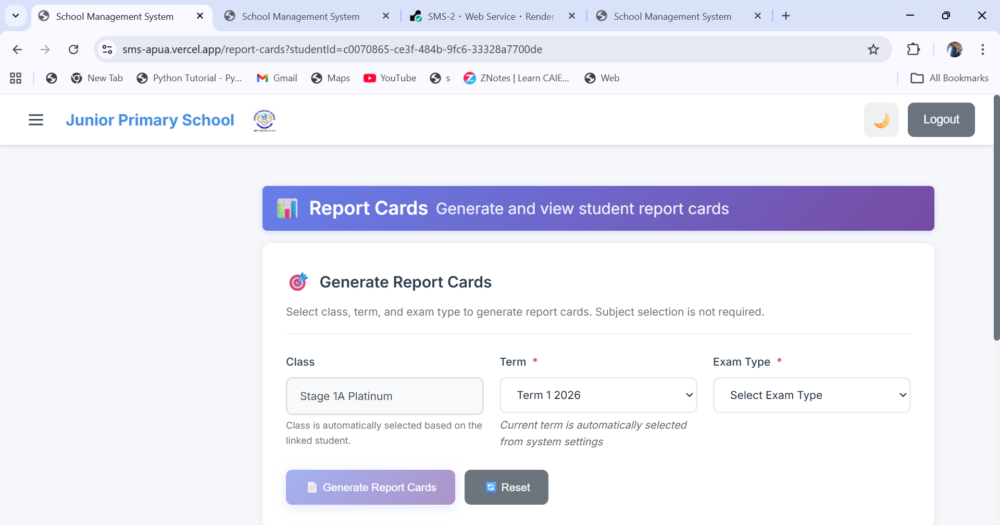 School Management System
School Management System
SMS-2 · Web Service · Render
School Management System
sms-apua.vercel.app/report-cards?studentId=c0070865-ce3f-484b-9fc6-33328a7700de
New Tab
Python Tutorial - Py...
Gmail
Maps
YouTube
s
ZNotes | Learn CAIE...
Web
All Bookmarks
Junior Primary School
Logout
Report Cards Generate and view student report cards
Generate Report Cards
Select class, term, and exam type to generate report cards. Subject selection is not required.
Class
Term *
Exam Type *
Stage 1A Platinum
Term 1 2026
Select Exam Type
Class is automatically selected based on the
linked student.
Current term is automatically selected
from system settings
Generate Report Cards
Reset